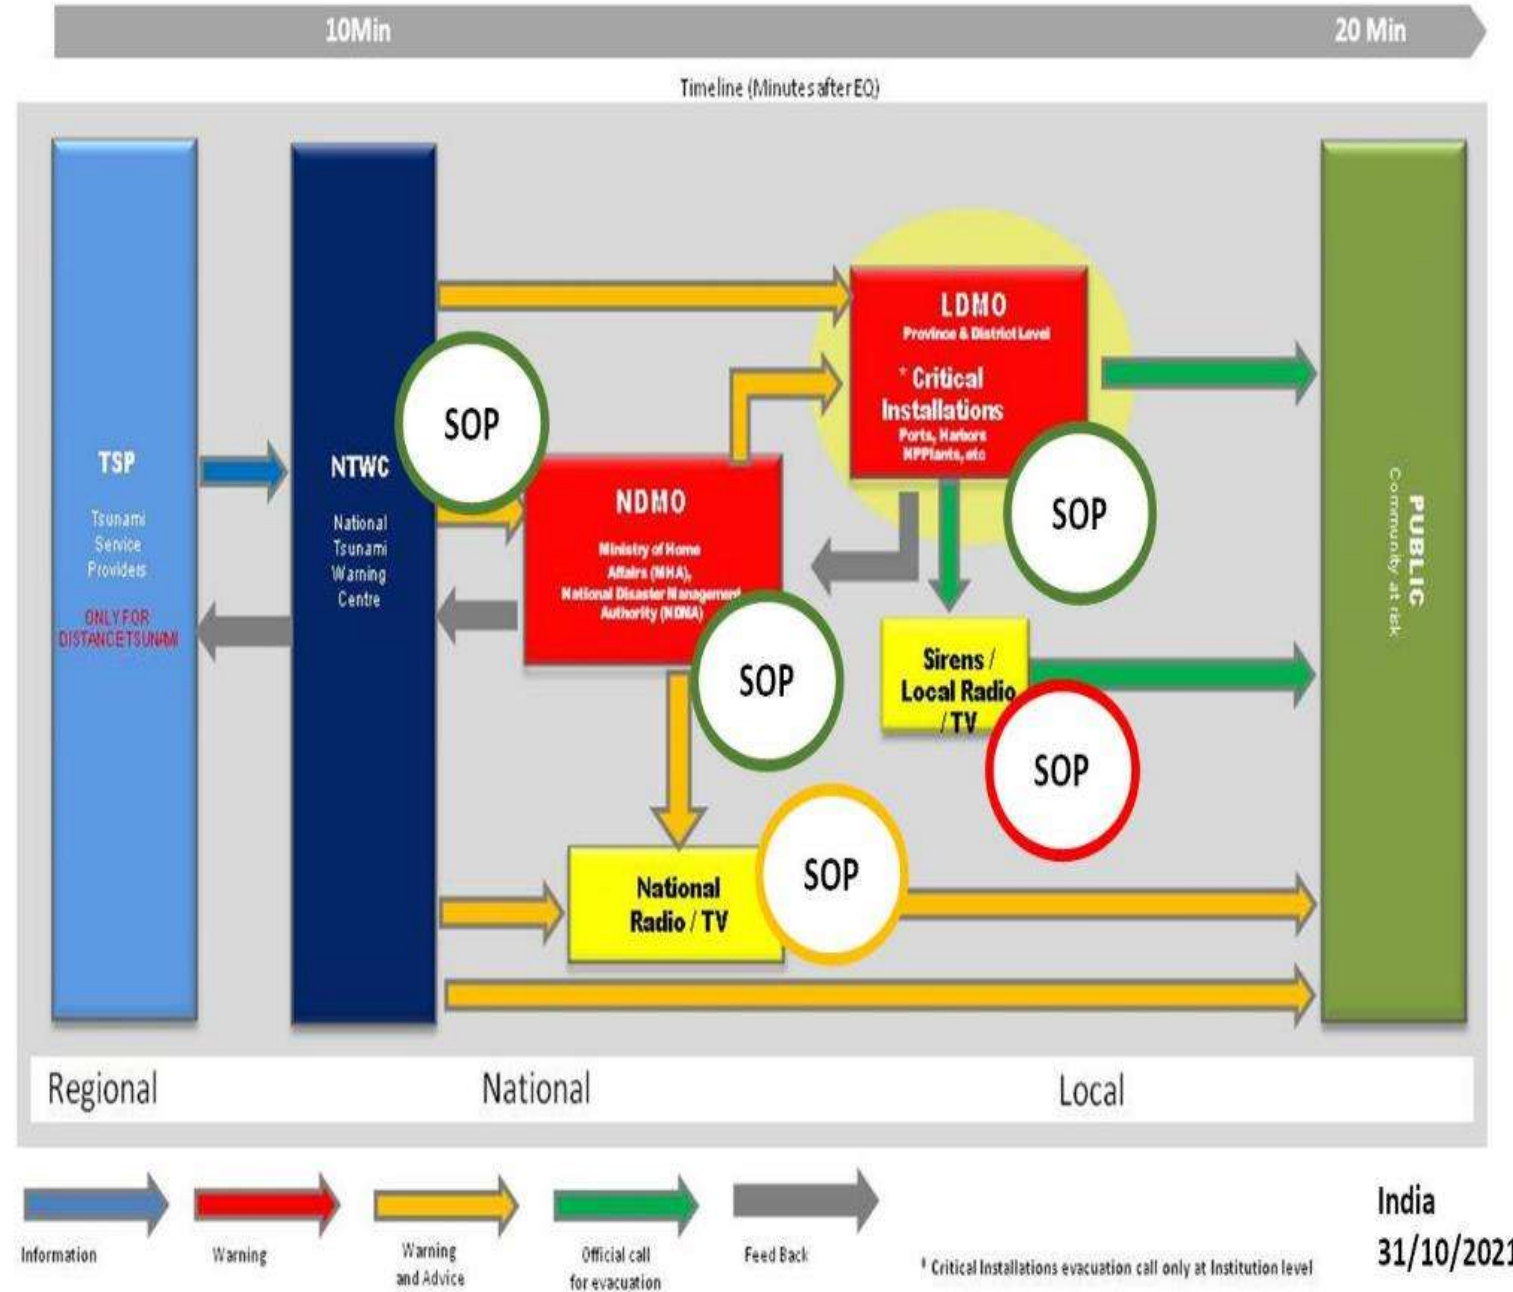 10Min
20 Min
Timeline (Minutes after EQ)
TSP
Tsunami
Service
Providers
ONLY FOR
DISTANCE TSUNAMI
NTWC
National
Tsunami
Warning
Centre
SOP
NDMO
Ministry of Home
Affairs (MHA),
National Disaster Management
Authority (NDMA)
SOP
LDMO
Province & District Level
* Critical
Installations
Ports, Harbors
NPPlants, etc
SOP
Sirens /
Local Radio
/ TV
SOP
National
Radio / TV
SOP
PUBLIC
Community at risk
Regional
National
Local
Information
Warning
Warning
and Advice
Official call
for evacuation
Feed Back
* Critical Installations evacuation call only at Institution level
India
31/10/2021